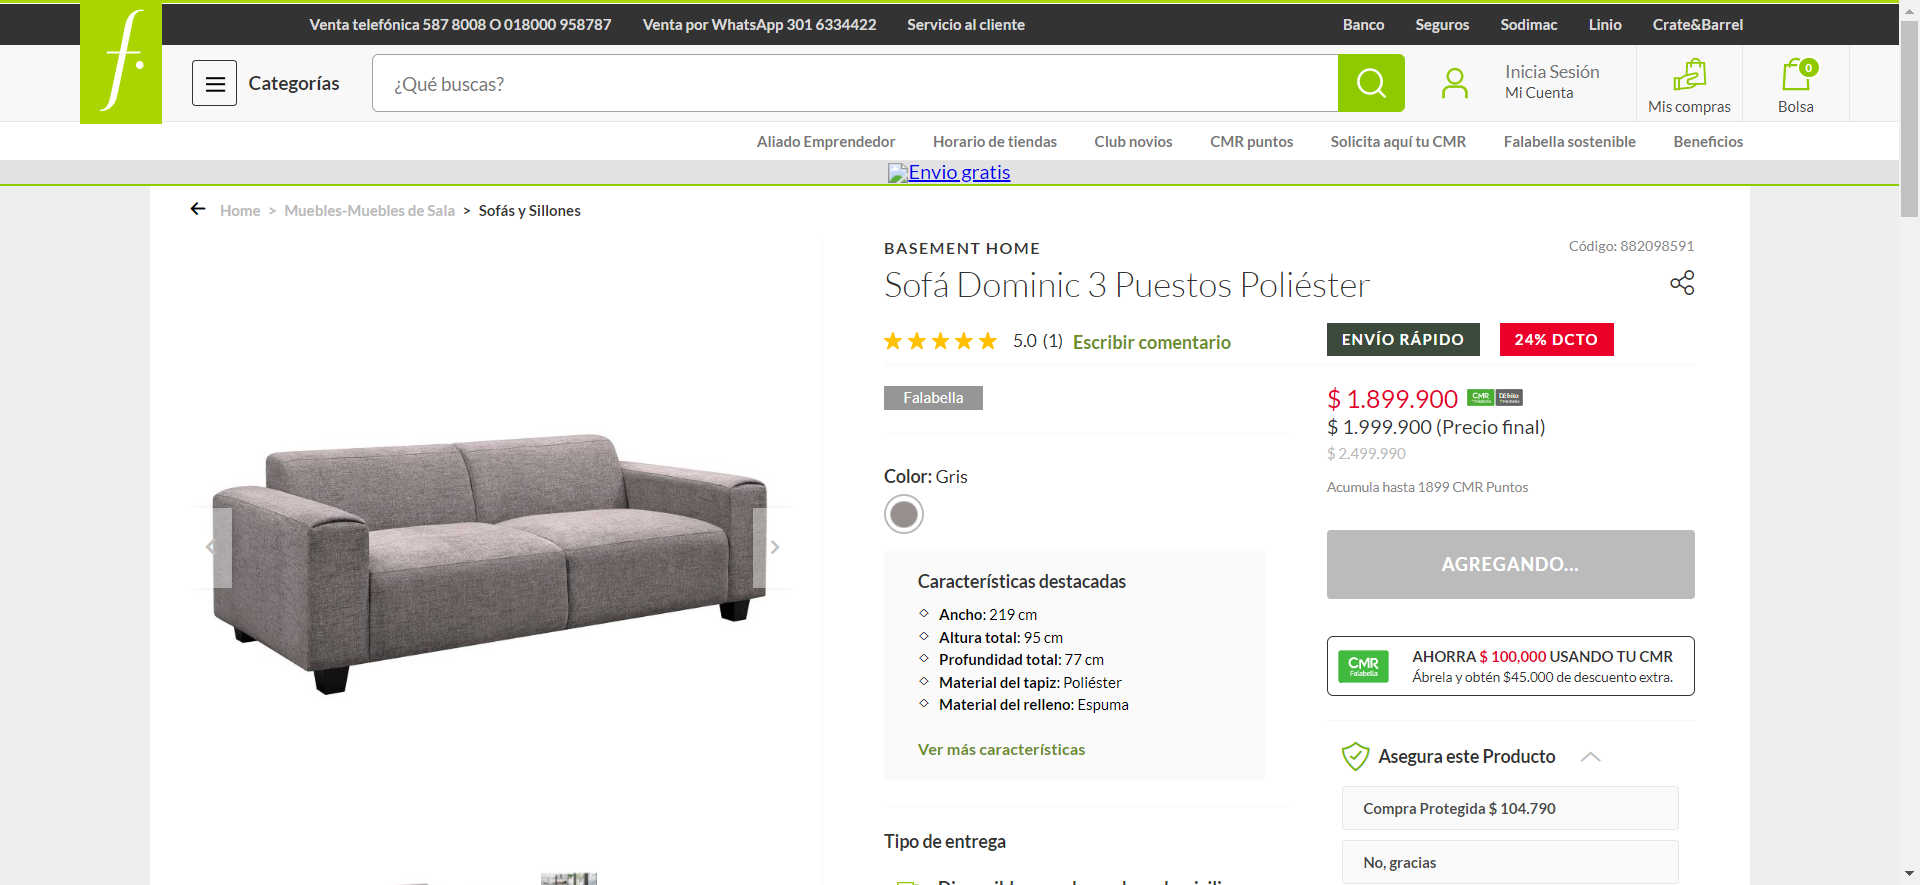 Venta telefónica 587 8008 O 018000 958787
Venta por WhatsApp 301 6334422
Servicio al cliente
Banco
Seguros
Sodimac
Linio
Crate&Barrel
f.
Categorías
¿Qué buscas?
Inicia Sesión
Mi Cuenta
Mis compras
0
Bolsa
Aliado Emprendedor
Horario de tiendas
Club novios
CMR puntos
Solicita aquí tu CMR
Falabella sostenible
Beneficios
Envio gratis
Home > Muebles-Muebles de Sala > Sofás y Sillones
BASEMENT HOME
Código: 882098591
Sofá Dominic 3 Puestos Poliéster
5.0 (1) Escribir comentario
ENVÍO RÁPIDO
24% DCTO
Falabella
$ 1.899.900
CMR
Débito
$ 1.999.900 (Precio final)
$ 2.499.990
Acumula hasta 1899 CMR Puntos
Color: Gris
AGREGANDO...
Características destacadas
Ancho: 219 cm
Altura total: 95 cm
Profundidad total: 77 cm
Material del tapiz: Poliéster
Material del relleno: Espuma
Ver más características
CMR
Falabella
AHORRA $ 100,000 USANDO TU CMR
Ábrela y obtén $45.000 de descuento extra.
Asegura este Producto
Compra Protegida $ 104.790
No, gracias
Tipo de entrega